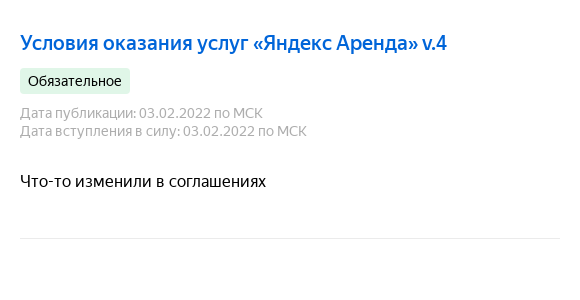 Условия оказания услуг «Яндекс Аренда» v.4
Обязательное
Дата публикации: 03.02.2022 по МСК
Дата вступления в силу: 03.02.2022 по МСК
Что-то изменили в соглашениях